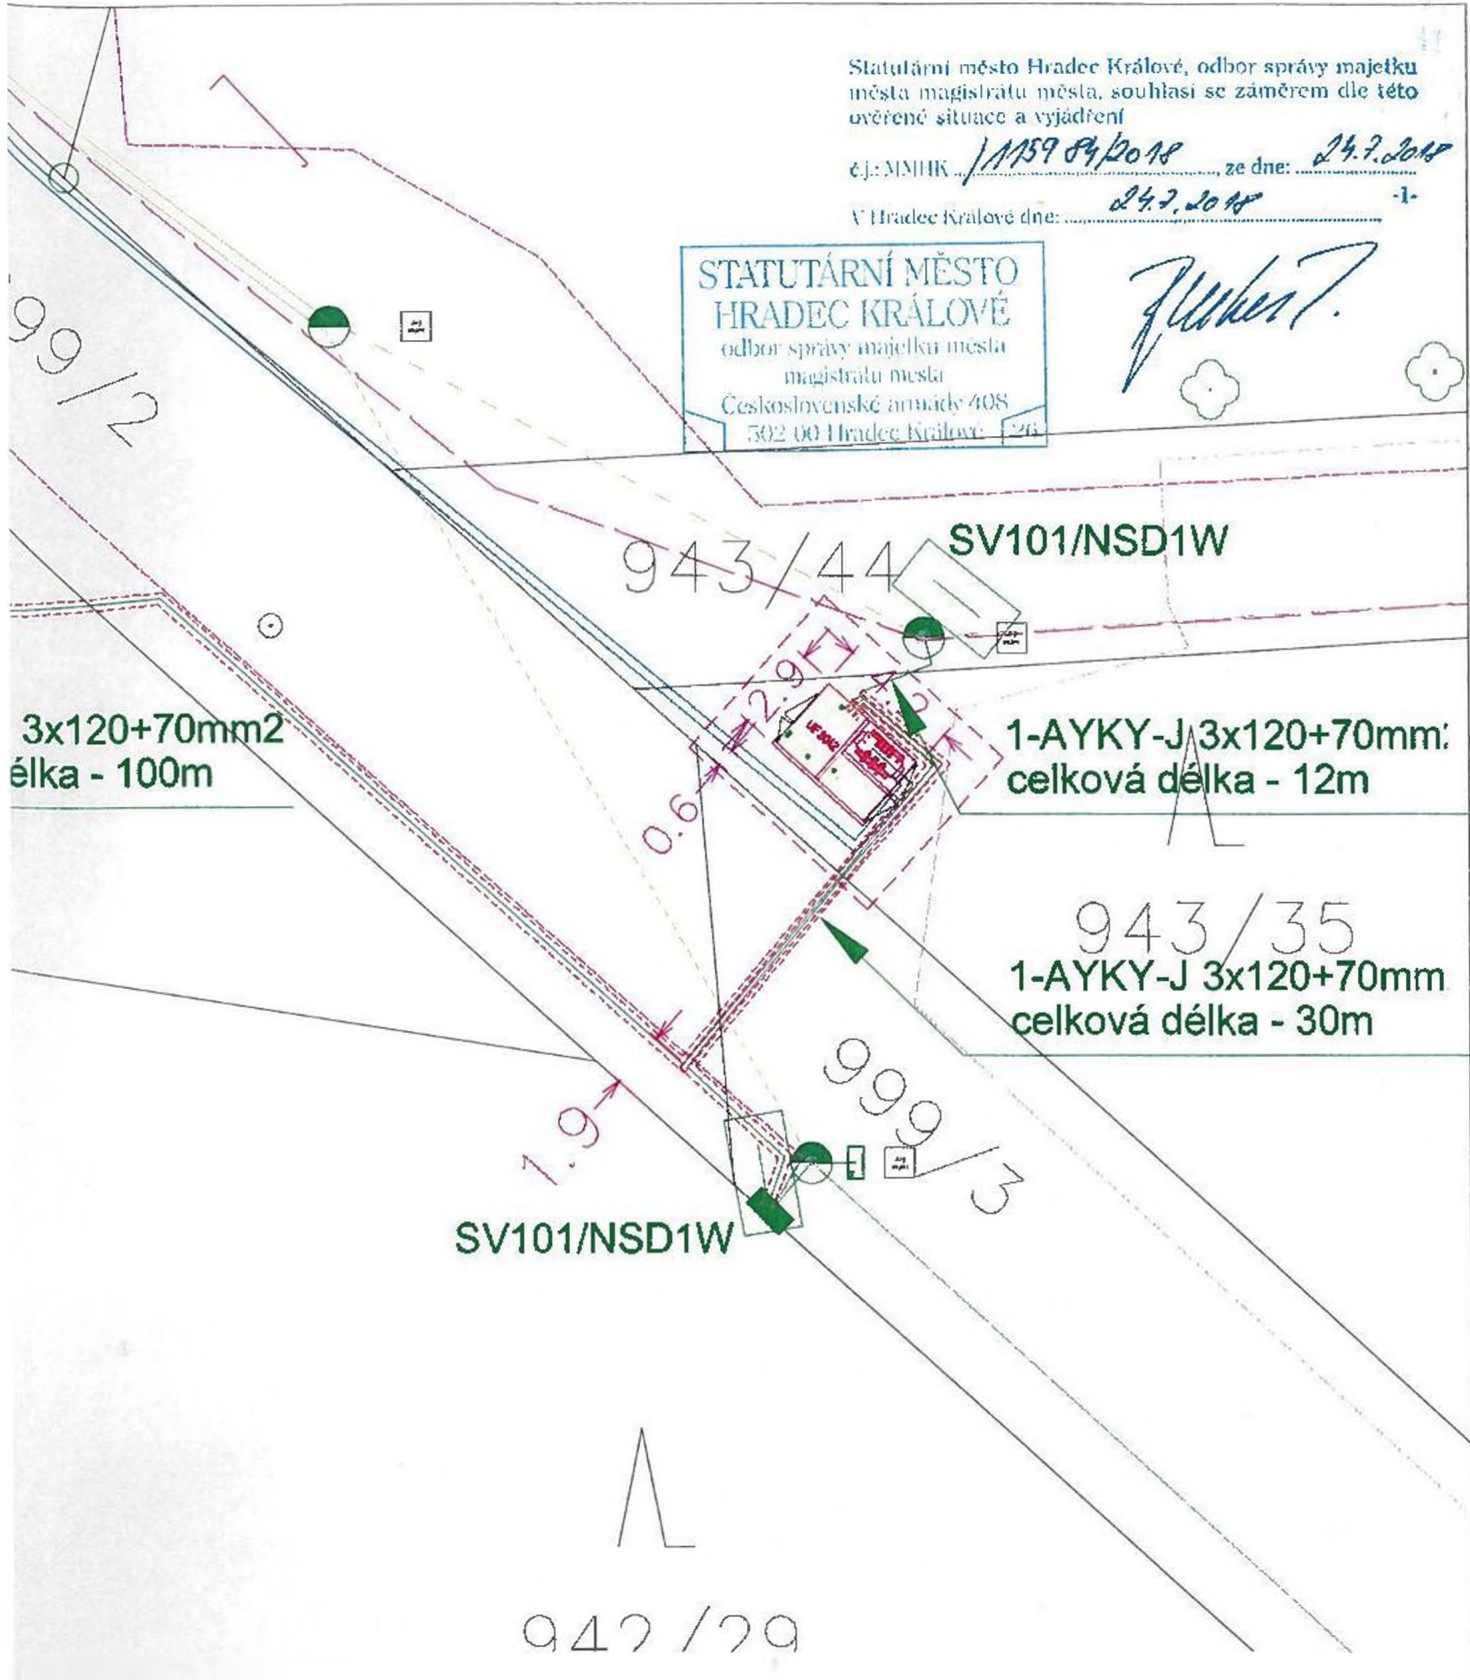 Statutární město Hradec Králové, odbor správy majetku
města magistrátu města, souhlasí se záměrem dle této
ověřené situace a vyjádření
č.j.: MMHK /115984/2018, ze dne: 24.7.2018
V Hradec Králové dne: 24.7.2018 -1-
STATUTÁRNÍ MĚSTO
HRADEC KRÁLOVÉ
odbor správy majetku města
magistrátu města
Československé armády 408
502 00 Hradec Králové 26
99/2
943/44
SV101/NSD1W
2.9
4.2
0.6
3x120+70mm2
élka - 100m
1-AYKY-J 3x120+70mm
celková délka - 12m
943/35
1-AYKY-J 3x120+70mm
celková délka - 30m
999/3
1.9
SV101/NSD1W
942/29